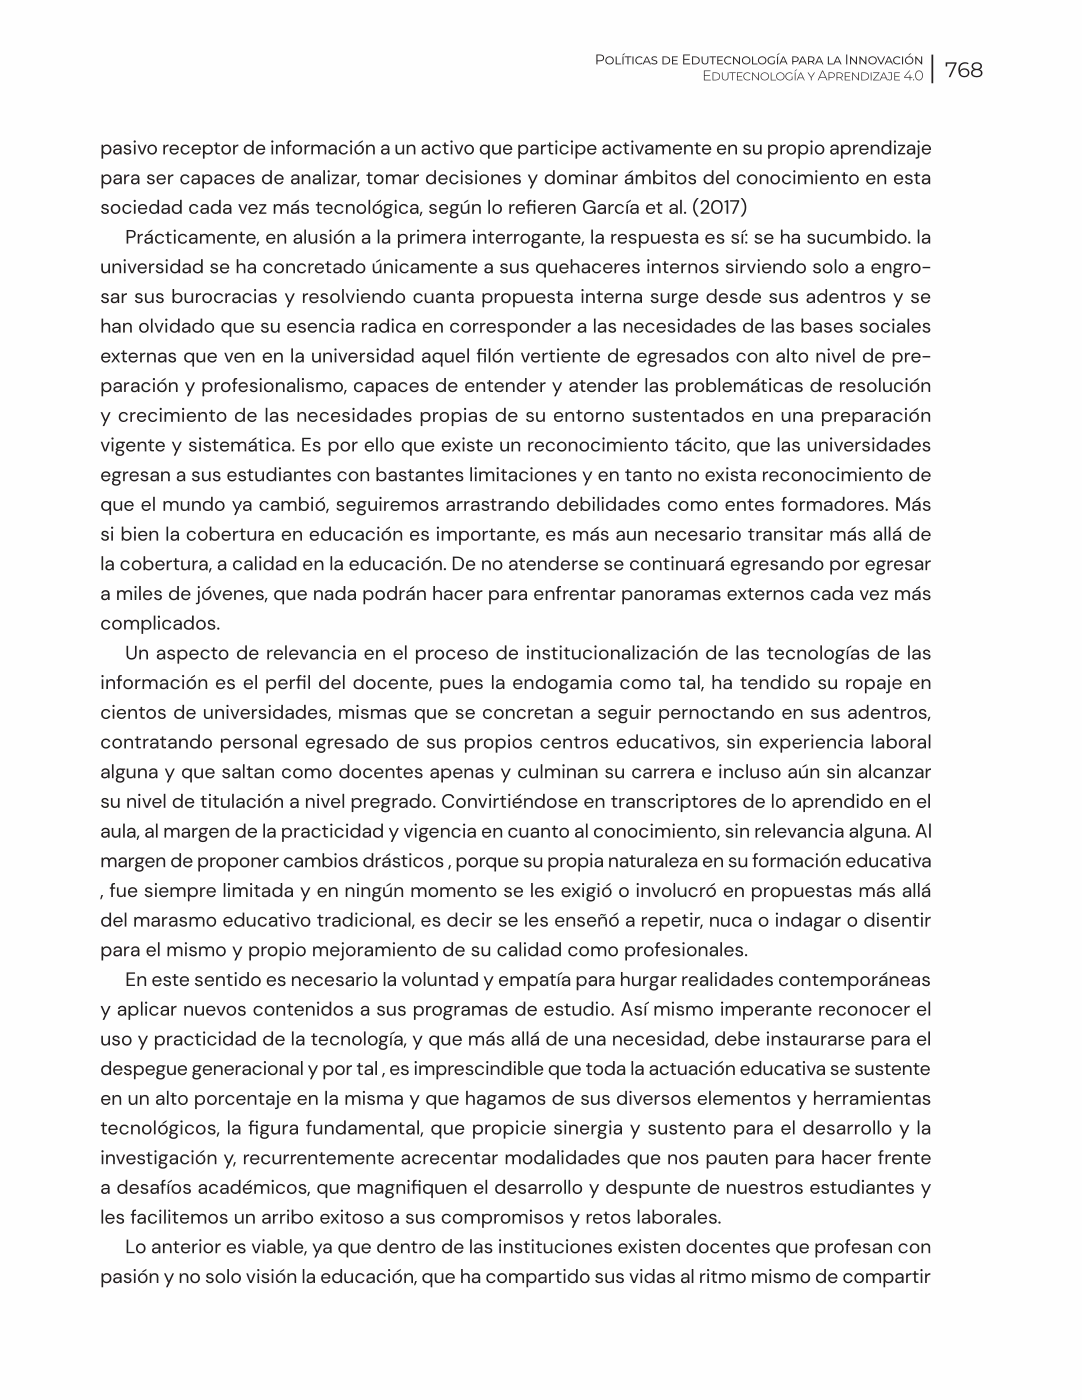 Políticas de Edutecnología para la Innovación
Edutecnología y Aprendizaje 4.0
768
pasivo receptor de información a un activo que participe activamente en su propio aprendizaje
para ser capaces de analizar, tomar decisiones y dominar ámbitos del conocimiento en esta
sociedad cada vez más tecnológica, según lo refieren García et al. (2017)
Prácticamente, en alusión a la primera interrogante, la respuesta es sí: se ha sucumbido. la
universidad se ha concretado únicamente a sus quehaceres internos sirviendo solo a engro-
sar sus burocracias y resolviendo cuanta propuesta interna surge desde sus adentros y se
han olvidado que su esencia radica en corresponder a las necesidades de las bases sociales
externas que ven en la universidad aquel filón vertiente de egresados con alto nivel de pre-
paración y profesionalismo, capaces de entender y atender las problemáticas de resolución
y crecimiento de las necesidades propias de su entorno sustentados en una preparación
vigente y sistemática. Es por ello que existe un reconocimiento tácito, que las universidades
egresan a sus estudiantes con bastantes limitaciones y en tanto no exista reconocimiento de
que el mundo ya cambió, seguiremos arrastrando debilidades como entes formadores. Más
si bien la cobertura en educación es importante, es más aun necesario transitar más allá de
la cobertura, a calidad en la educación. De no atenderse se continuará egresando por egresar
a miles de jóvenes, que nada podrán hacer para enfrentar panoramas externos cada vez más
complicados.
Un aspecto de relevancia en el proceso de institucionalización de las tecnologías de las
información es el perfil del docente, pues la endogamia como tal, ha tendido su ropaje en
cientos de universidades, mismas que se concretan a seguir pernoctando en sus adentros,
contratando personal egresado de sus propios centros educativos, sin experiencia laboral
alguna y que saltan como docentes apenas y culminan su carrera e incluso aún sin alcanzar
su nivel de titulación a nivel pregrado. Convirtiéndose en transcriptores de lo aprendido en el
aula, al margen de la practicidad y vigencia en cuanto al conocimiento, sin relevancia alguna. Al
margen de proponer cambios drásticos , porque su propia naturaleza en su formación educativa
, fue siempre limitada y en ningún momento se les exigió o involucró en propuestas más allá
del marasmo educativo tradicional, es decir se les enseñó a repetir, nuca o indagar o disentir
para el mismo y propio mejoramiento de su calidad como profesionales.
En este sentido es necesario la voluntad y empatía para hurgar realidades contemporáneas
y aplicar nuevos contenidos a sus programas de estudio. Así mismo imperante reconocer el
uso y practicidad de la tecnología, y que más allá de una necesidad, debe instaurarse para el
despegue generacional y por tal , es imprescindible que toda la actuación educativa se sustente
en un alto porcentaje en la misma y que hagamos de sus diversos elementos y herramientas
tecnológicos, la figura fundamental, que propicie sinergia y sustento para el desarrollo y la
investigación y, recurrentemente acrecentar modalidades que nos pauten para hacer frente
a desafíos académicos, que magnifiquen el desarrollo y despunte de nuestros estudiantes y
les facilitemos un arribo exitoso a sus compromisos y retos laborales.
Lo anterior es viable, ya que dentro de las instituciones existen docentes que profesan con
pasión y no solo visión la educación, que ha compartido sus vidas al ritmo mismo de compartir